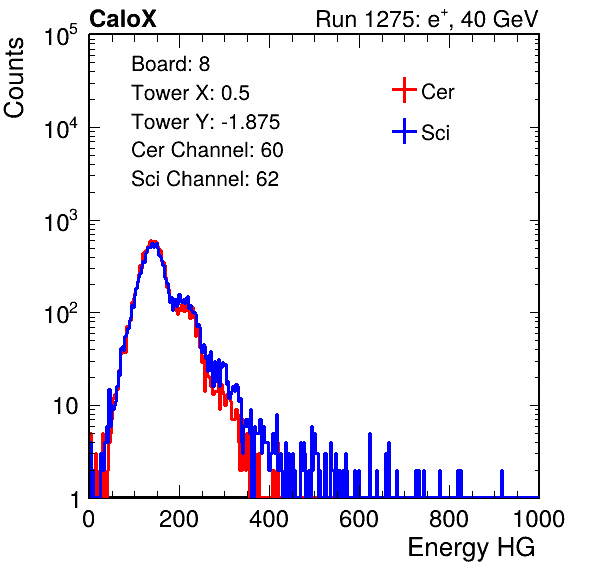 CaloX Run 1275: e⁺, 40 GeV
Counts
10⁵
10⁴
10³
10²
10
1
Board: 8
Tower X: 0.5
Tower Y: -1.875
Cer Channel: 60
Sci Channel: 62
Cer
Sci
0 200 400 600 800 1000
Energy HG